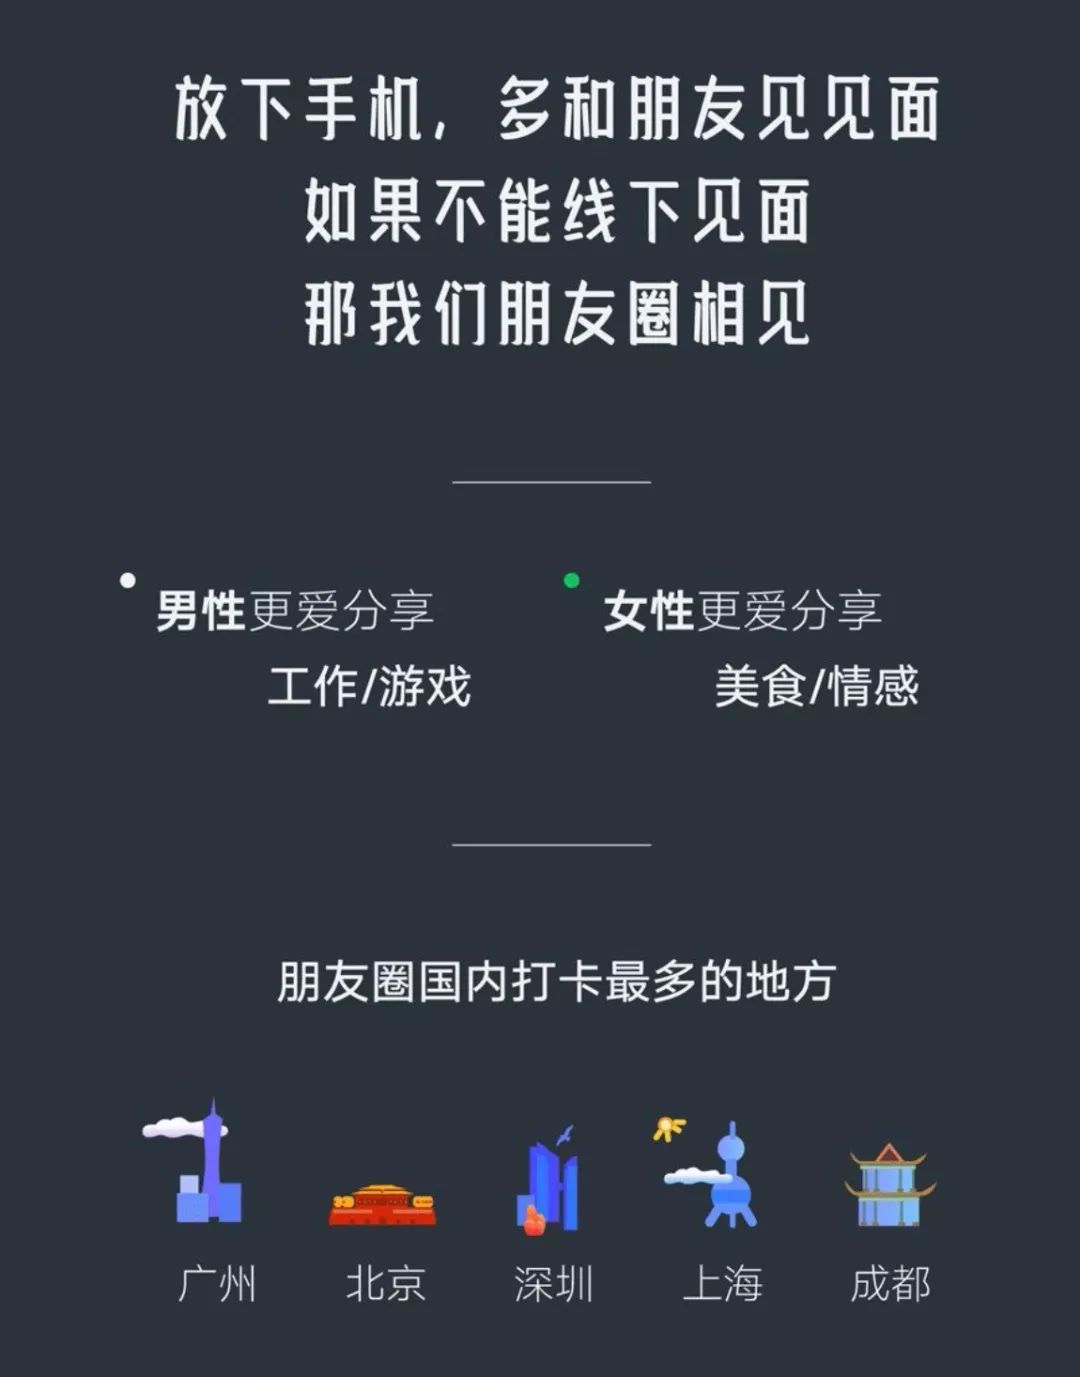 放下手机，多和朋友见见面
如果不能线下见面
那我们朋友圈相见
男性更爱分享
工作/游戏
女性更爱分享
美食/情感
朋友圈国内打卡最多的地方
广州
北京
深圳
上海
成都